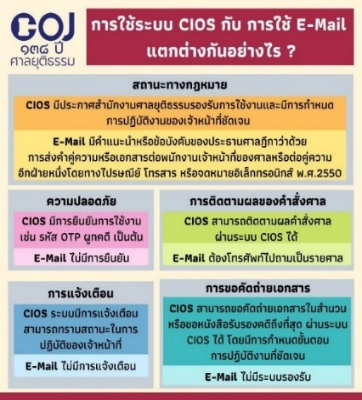 COJ
๑๓๘ ปี
ศาลยุติธรรม
การใช้ระบบ CIOS กับ การใช้ E-Mail
แตกต่างกันอย่างไร ?
สถานะทางกฎหมาย
CIOS มีประกาศสำนักงานศาลยุติธรรมรองรับการใช้งานและมีการกำหนด
การปฏิบัติงานของเจ้าหน้าที่ชัดเจน
E-Mail มีคำแนะนำหรือข้อบังคับของประธานศาลฎีกาว่าด้วย
การส่งคำคู่ความหรือเอกสารต่อพนักงานเจ้าหน้าที่ของศาลหรือต่อคู่ความ
อีกฝ่ายหนึ่งโดยทางไปรษณีย์ โทรสาร หรือจดหมายอิเล็กทรอนิกส์ พ.ศ.2550
ความปลอดภัย
CIOS มีการยืนยันการใช้งาน
เช่น รหัส OTP ผูกคดี เป็นต้น
E-Mail ไม่มีการยืนยัน
การติดตามผลของคำสั่งศาล
CIOS สามารถติดตามผลคำสั่งศาล
ผ่านระบบ CIOS ได้
E-Mail ต้องโทรศัพท์ไปถามเป็นรายศาล
การแจ้งเตือน
CIOS ระบบมีการแจ้งเตือน
สามารถทราบสถานะในการ
ปฏิบัติของเจ้าหน้าที่
E-Mail ไม่มีการแจ้งเตือน
การขอคัดถ่ายเอกสาร
CIOS สามารถขอคัดถ่ายเอกสารในสำนวน
หรือขอหนังสือรับรองคดีถึงที่สุด ผ่านระบบ
CIOS ได้ โดยมีการกำหนดขั้นตอน
การปฏิบัติงานที่ชัดเจน
E-Mail ไม่มีระบบรองรับ